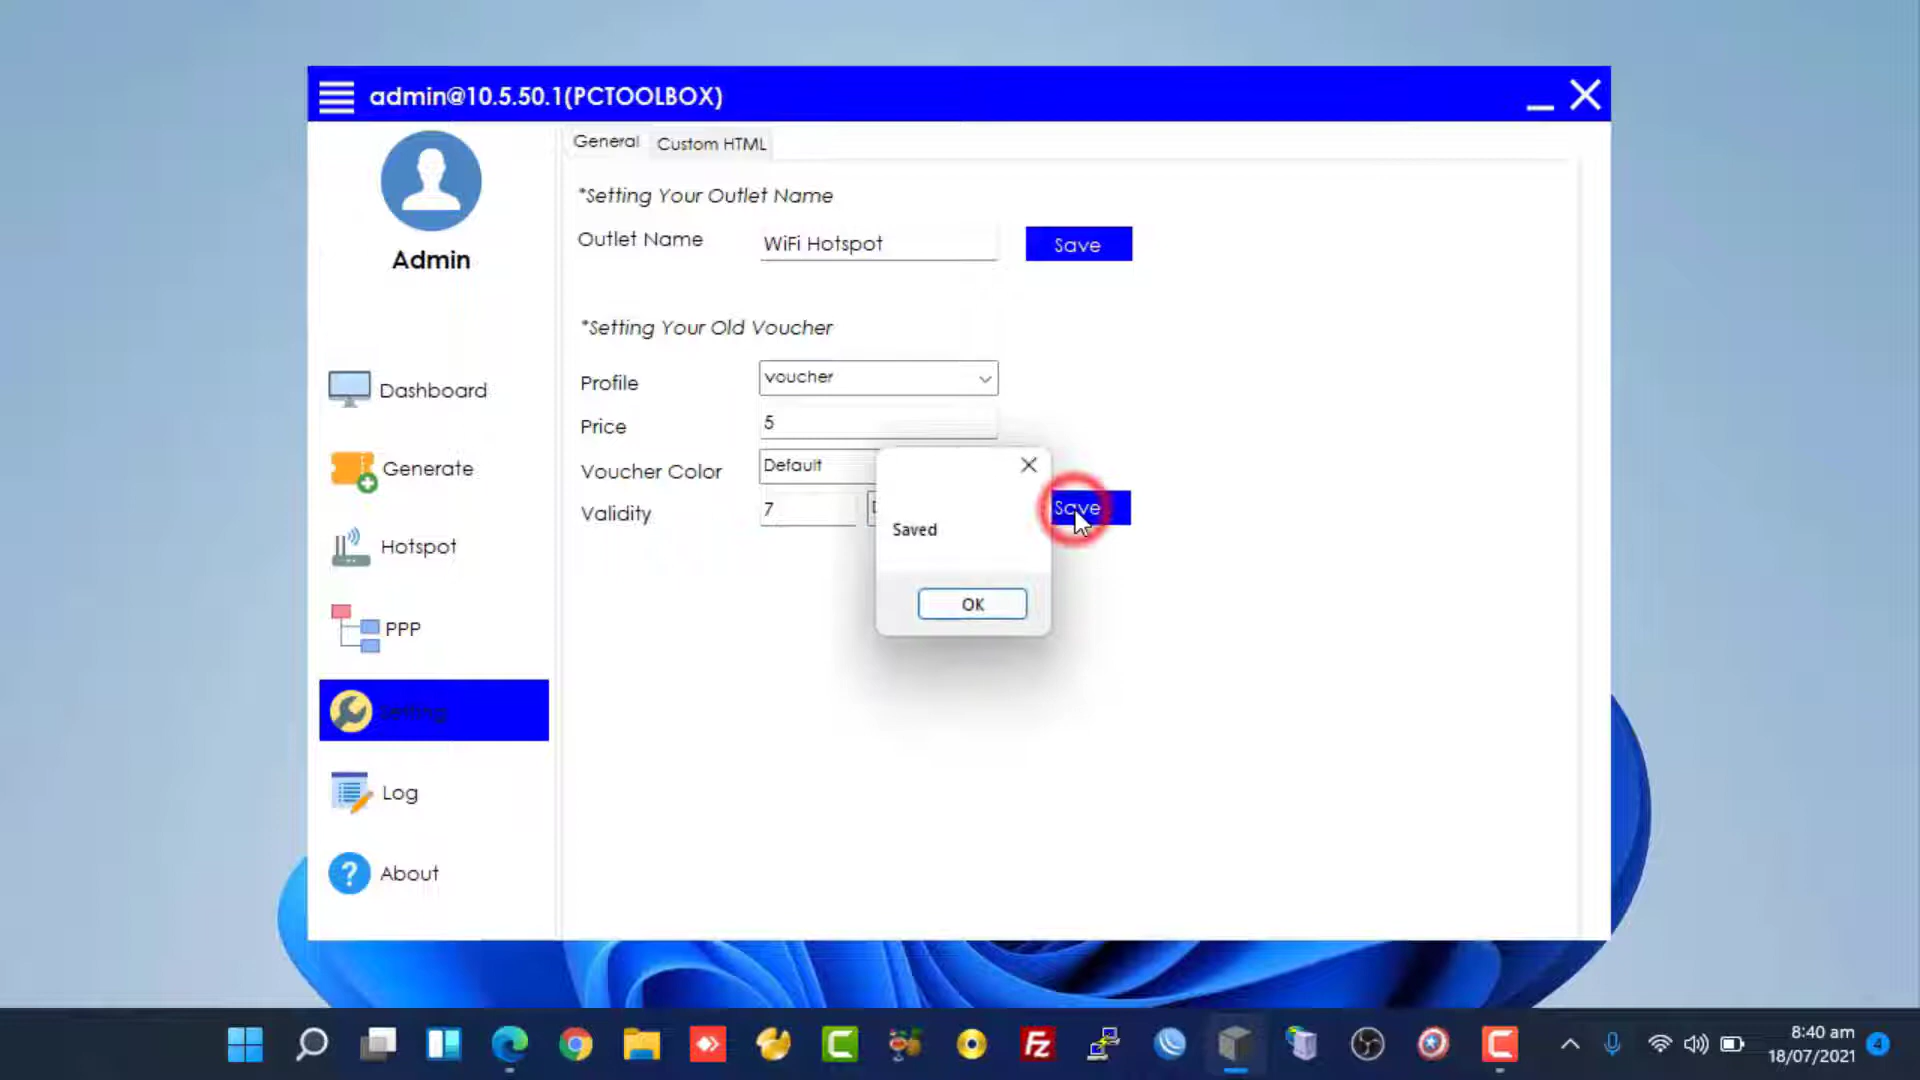 admin@10.5.50.1(PCTOOLBOX)
General
Custom HTML
Admin
*Setting Your Outlet Name
Outlet Name
WiFi Hotspot
Save
*Setting Your Old Voucher
Profile
voucher
Price
5
Voucher Color
Default
Validity
7
Save
Saved
OK
Dashboard
Generate
Hotspot
PPP
Setting
Log
About
8:40 am
18/07/2021
4